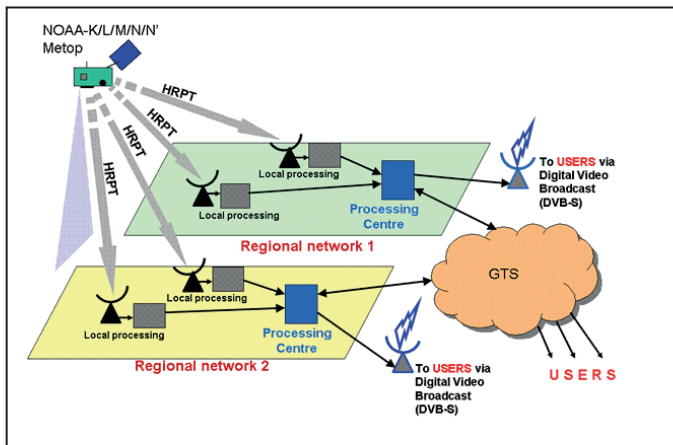 NOAA-K/L/M/N/N'
Metop
HRPT
HRPT
HRPT
HRPT
Local processing
Local processing
Processing
Centre
Regional network 1
To USERS via
Digital Video
Broadcast
(DVB-S)
GTS
Local processing
Local processing
Processing
Centre
Regional network 2
To USERS via
Digital Video
Broadcast
(DVB-S)
USERS